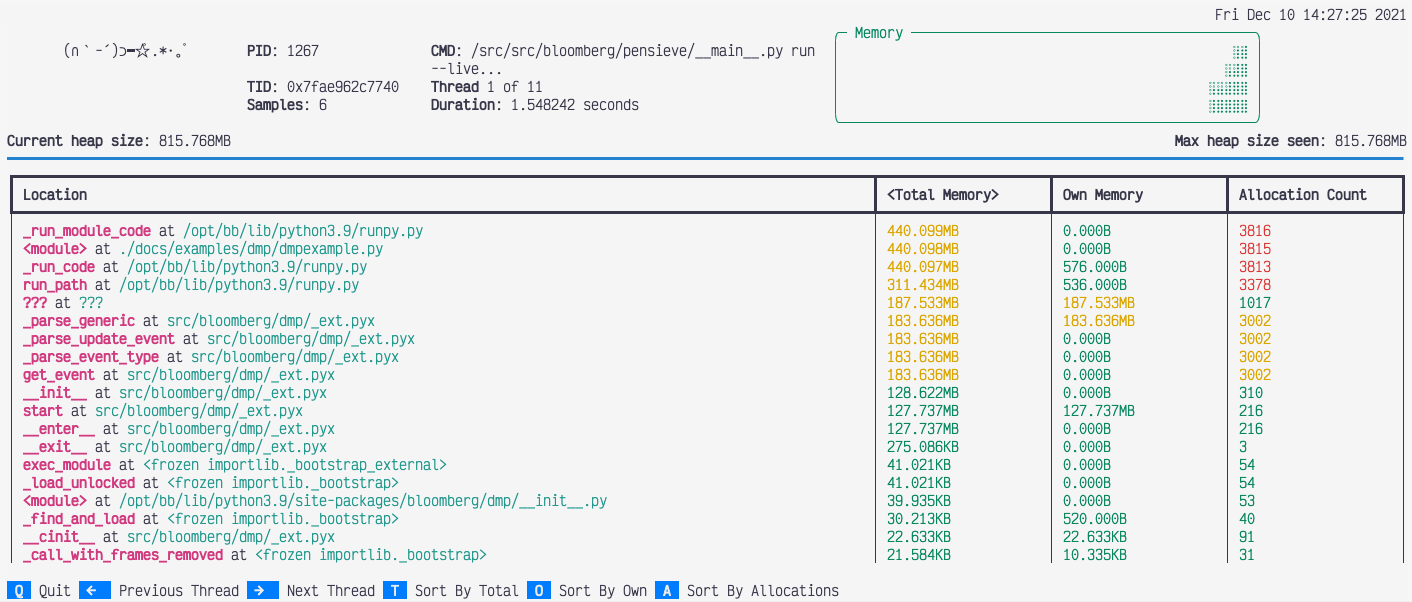 Fri Dec 10 14:27:25 2021
(∩｀-´)⊃━☆ﾟ.*･｡ﾟ PID: 1267 CMD: /src/src/bloomberg/pensieve/__main__.py run
--live...
TID: 0x7fae962c7740 Thread 1 of 11
Samples: 6 Duration: 1.548242 seconds
Memory
Current heap size: 815.768MB Max heap size seen: 815.768MB
Location <Total Memory> Own Memory Allocation Count
_run_module_code at /opt/bb/lib/python3.9/runpy.py 440.099MB 0.000B 3816
<module> at ./docs/examples/dmp/dmpexample.py 440.098MB 0.000B 3815
_run_code at /opt/bb/lib/python3.9/runpy.py 440.097MB 576.000B 3813
run_path at /opt/bb/lib/python3.9/runpy.py 311.434MB 536.000B 3378
??? at ??? 187.533MB 187.533MB 1017
_parse_generic at src/bloomberg/dmp/_ext.pyx 183.636MB 183.636MB 3002
_parse_update_event at src/bloomberg/dmp/_ext.pyx 183.636MB 0.000B 3002
_parse_event_type at src/bloomberg/dmp/_ext.pyx 183.636MB 0.000B 3002
get_event at src/bloomberg/dmp/_ext.pyx 183.636MB 0.000B 3002
__init__ at src/bloomberg/dmp/_ext.pyx 128.622MB 0.000B 310
start at src/bloomberg/dmp/_ext.pyx 127.737MB 127.737MB 216
__enter__ at src/bloomberg/dmp/_ext.pyx 127.737MB 0.000B 216
__exit__ at src/bloomberg/dmp/_ext.pyx 275.086KB 0.000B 3
exec_module at <frozen importlib._bootstrap_external> 41.021KB 0.000B 54
_load_unlocked at <frozen importlib._bootstrap> 41.021KB 0.000B 54
<module> at /opt/bb/lib/python3.9/site-packages/bloomberg/dmp/__init__.py 39.935KB 0.000B 53
_find_and_load at <frozen importlib._bootstrap> 30.213KB 520.000B 40
__cinit__ at src/bloomberg/dmp/_ext.pyx 22.633KB 22.633KB 91
_call_with_frames_removed at <frozen importlib._bootstrap> 21.584KB 10.335KB 31
Q Quit ← Previous Thread → Next Thread T Sort By Total O Sort By Own A Sort By Allocations